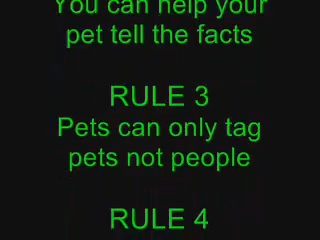 You can help your
pet tell the facts
RULE 3
Pets can only tag
pets not people
RULE 4